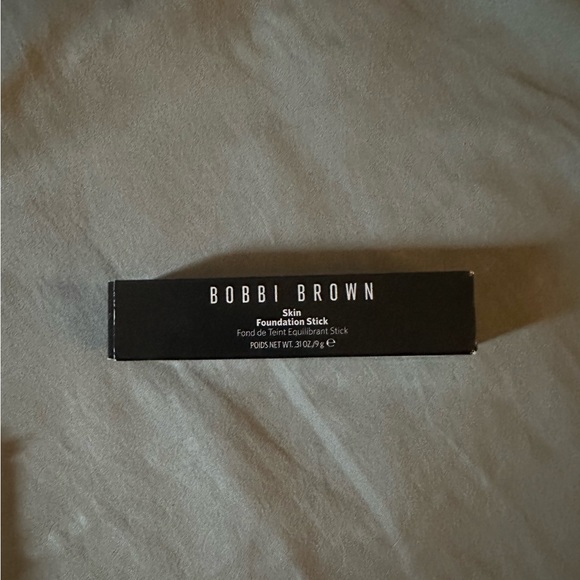 BOBBI BROWN
Skin
Foundation Stick
Fond de Teint Equilibrant Stick
POIDS NET WT. .31 OZ./9 g ℮